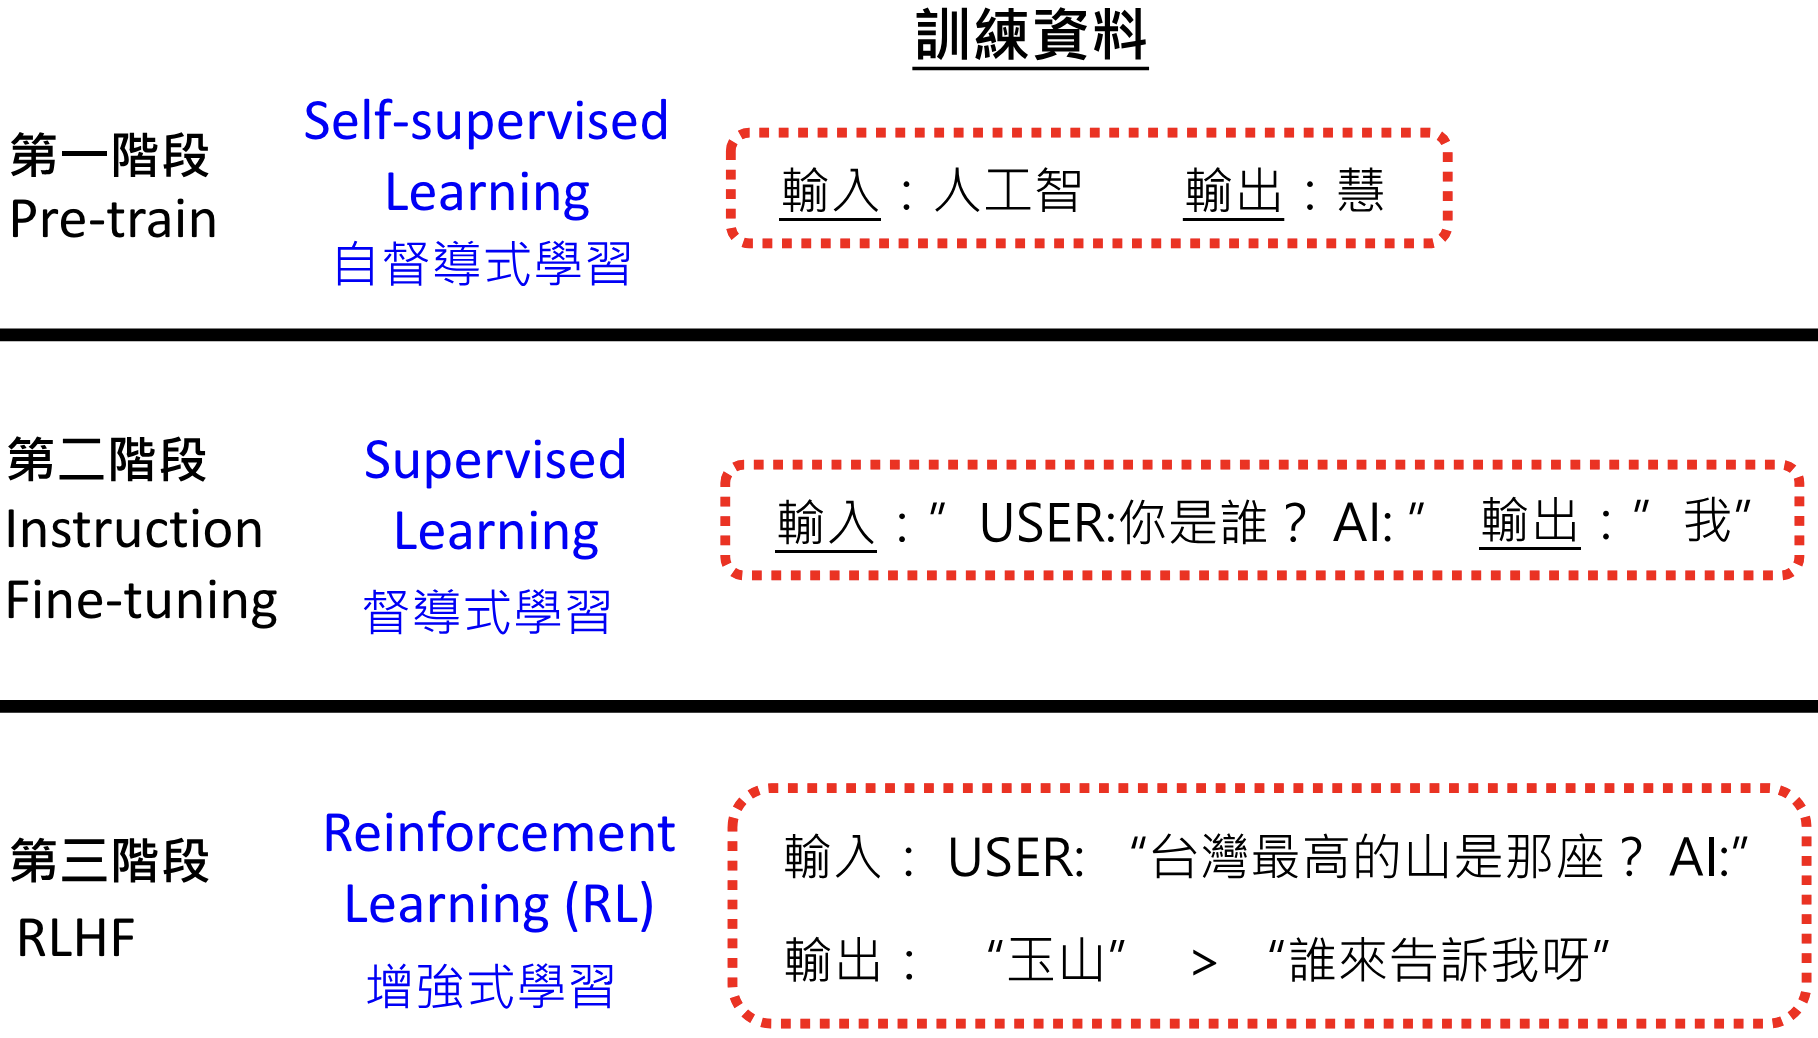 訓練資料
第一階段
Pre-train
Self-supervised
Learning
自督導式學習
輸入：人工智 輸出：慧
第二階段
Instruction
Fine-tuning
Supervised
Learning
督導式學習
輸入：" USER:你是誰？ AI: " 輸出：" 我"
第三階段
RLHF
Reinforcement
Learning (RL)
增強式學習
輸入： USER: “台灣最高的山是那座？ AI:”
輸出： “玉山” > “誰來告訴我呀”